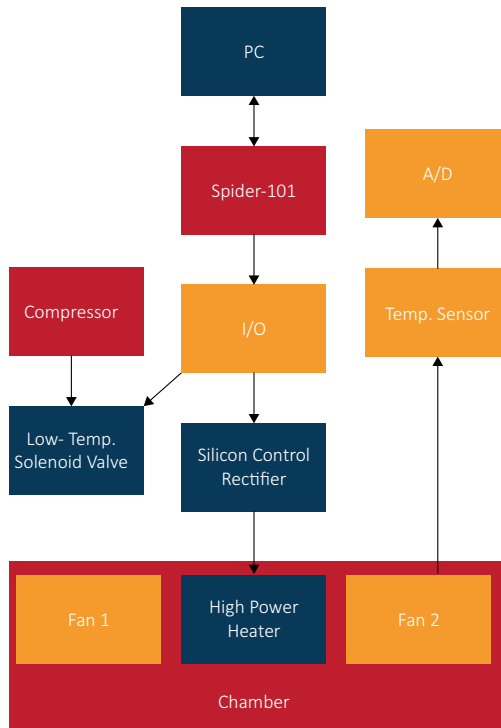 PC
Spider-101
A/D
Compressor
I/O
Temp. Sensor
Low- Temp.
Solenoid Valve
Silicon Control
Rectifier
Fan 1
High Power
Heater
Fan 2
Chamber